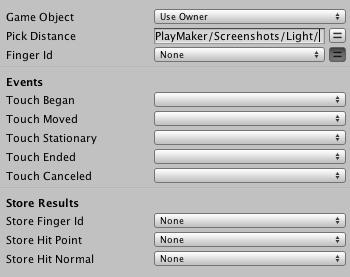 Game Object Use Owner
Pick Distance PlayMaker/Screenshots/Light/ =
Finger Id None =
Events
Touch Began
Touch Moved
Touch Stationary
Touch Ended
Touch Canceled
Store Results
Store Finger Id None
Store Hit Point None
Store Hit Normal None